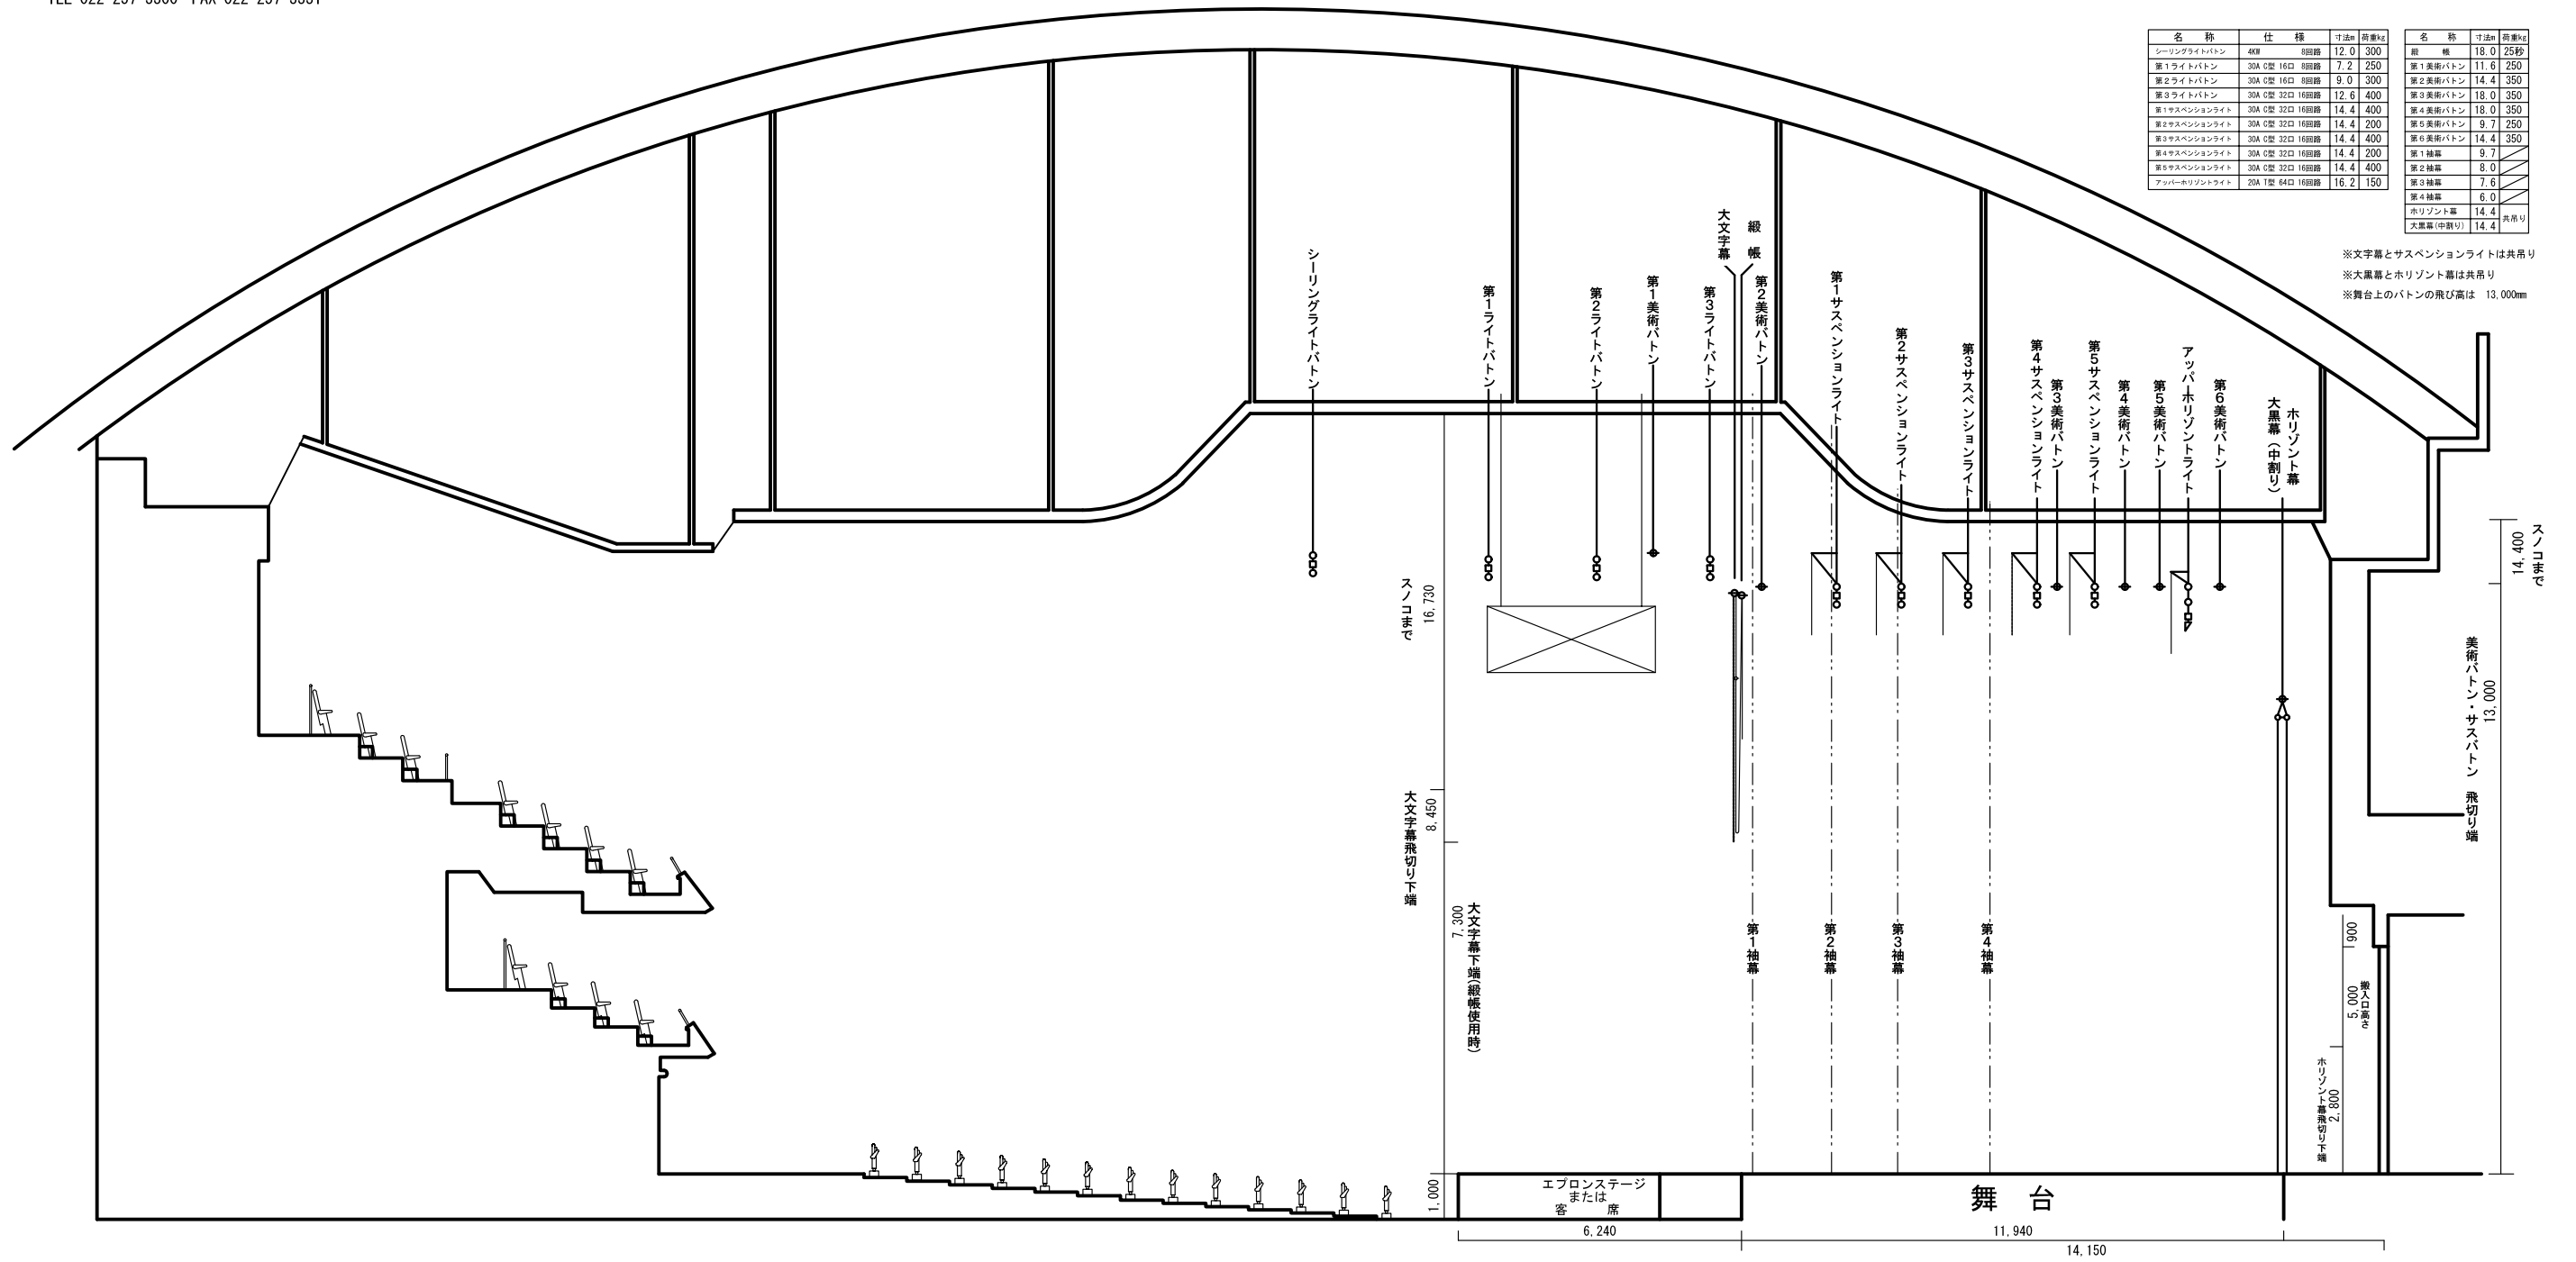 名　称　仕　様　寸法m　荷重kg
シーリングライトバトン　4KW　8回路　12.0　300
第1ライトバトン　30A C型 16口 8回路　7.2　250
第2ライトバトン　30A C型 16口 8回路　9.0　300
第3ライトバトン　30A C型 32口 16回路　12.6　400
第1サスペンションライト　30A C型 32口 16回路　14.4　400
第2サスペンションライト　30A C型 32口 16回路　14.4　200
第3サスペンションライト　30A C型 32口 16回路　14.4　400
第4サスペンションライト　30A C型 32口 16回路　14.4　200
第5サスペンションライト　30A C型 32口 16回路　14.4　400
アッパーホリゾントライト　20A T型 64口 16回路　16.2　150
名　称　寸法m　荷重kg
緞　帳　18.0　25秒
第1美術バトン　11.6　250
第2美術バトン　14.4　350
第3美術バトン　18.0　350
第4美術バトン　18.0　350
第5美術バトン　9.7　250
第6美術バトン　14.4　350
第1袖幕　9.7
第2袖幕　8.0
第3袖幕　7.6
第4袖幕　6.0
ホリゾント幕　14.4　共吊り
大黒幕(中割り)　14.4
※文字幕とサスペンションライトは共吊り
※大黒幕とホリゾント幕は共吊り
※舞台上のバトンの飛び高は　13,000mm
シーリングライトバトン
第1ライトバトン
第2ライトバトン
第1美術バトン
第3ライトバトン
大文字幕
緞　帳
第2美術バトン
第1サスペンションライト
第2サスペンションライト
第3サスペンションライト
第4サスペンションライト
第3美術バトン
第5サスペンションライト
第4美術バトン
第5美術バトン
アッパーホリゾントライト
第6美術バトン
大黒幕（中割り）
ホリゾント幕
スノコまで
14,400
スノコまで
16,730
美術バトン・サスバトン　飛切り端
13,000
大文字幕飛切り下端
8,450
7,300
大文字幕下端(緞帳使用時)
第1袖幕
第2袖幕
第3袖幕
第4袖幕
900
搬入口高さ
5,000
ホリゾント幕飛切り下端
2,800
1,000
エプロンステージ
または
客　席
舞　台
6,240
11,940
14,150